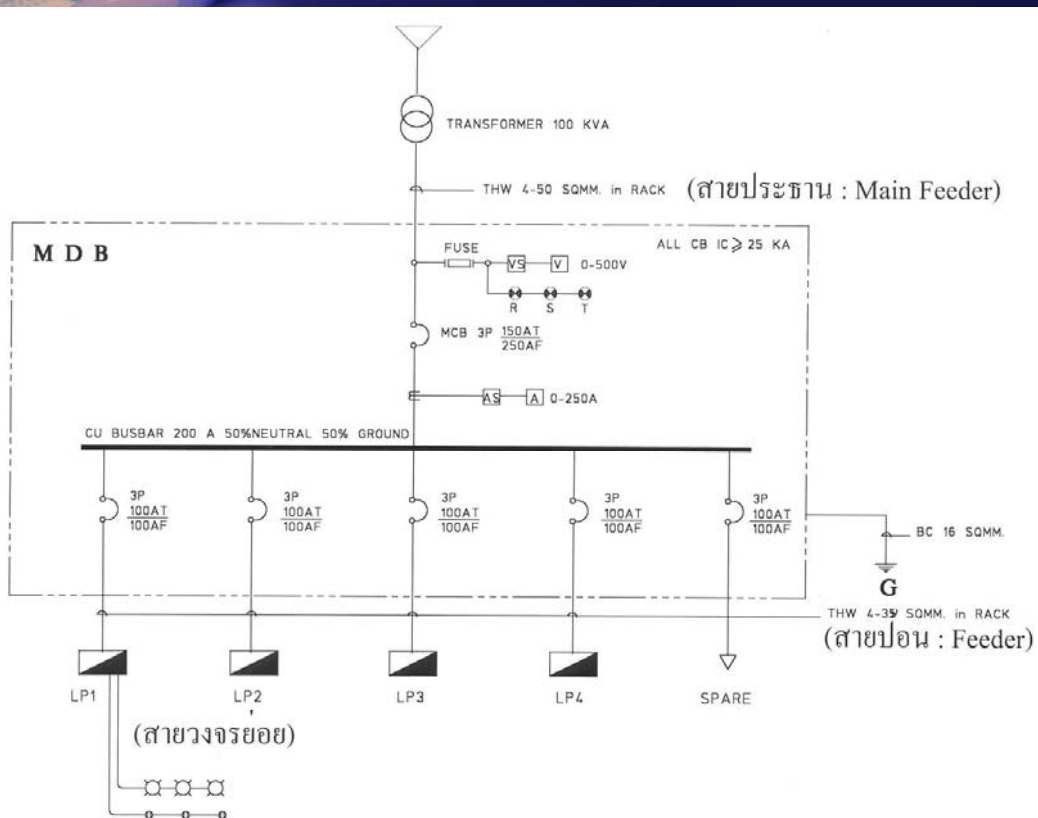 TRANSFORMER 100 KVA
THW 4-50 SQMM. in RACK (สายประธาน : Main Feeder)
M D B
ALL CB IC ≥ 25 KA
FUSE
VS V 0-500V
R S T
MCB 3P 150AT
250AF
AS A 0-250A
CU BUSBAR 200 A 50%NEUTRAL 50% GROUND
3P 3P 3P 3P 3P
100AT 100AT 100AT 100AT 100AT
100AF 100AF 100AF 100AF 100AF
BC 16 SQMM.
G
THW 4-35 SQMM. in RACK
(สายป้อน : Feeder)
LP1 LP2 LP3 LP4 SPARE
(สายวงจรย่อย)